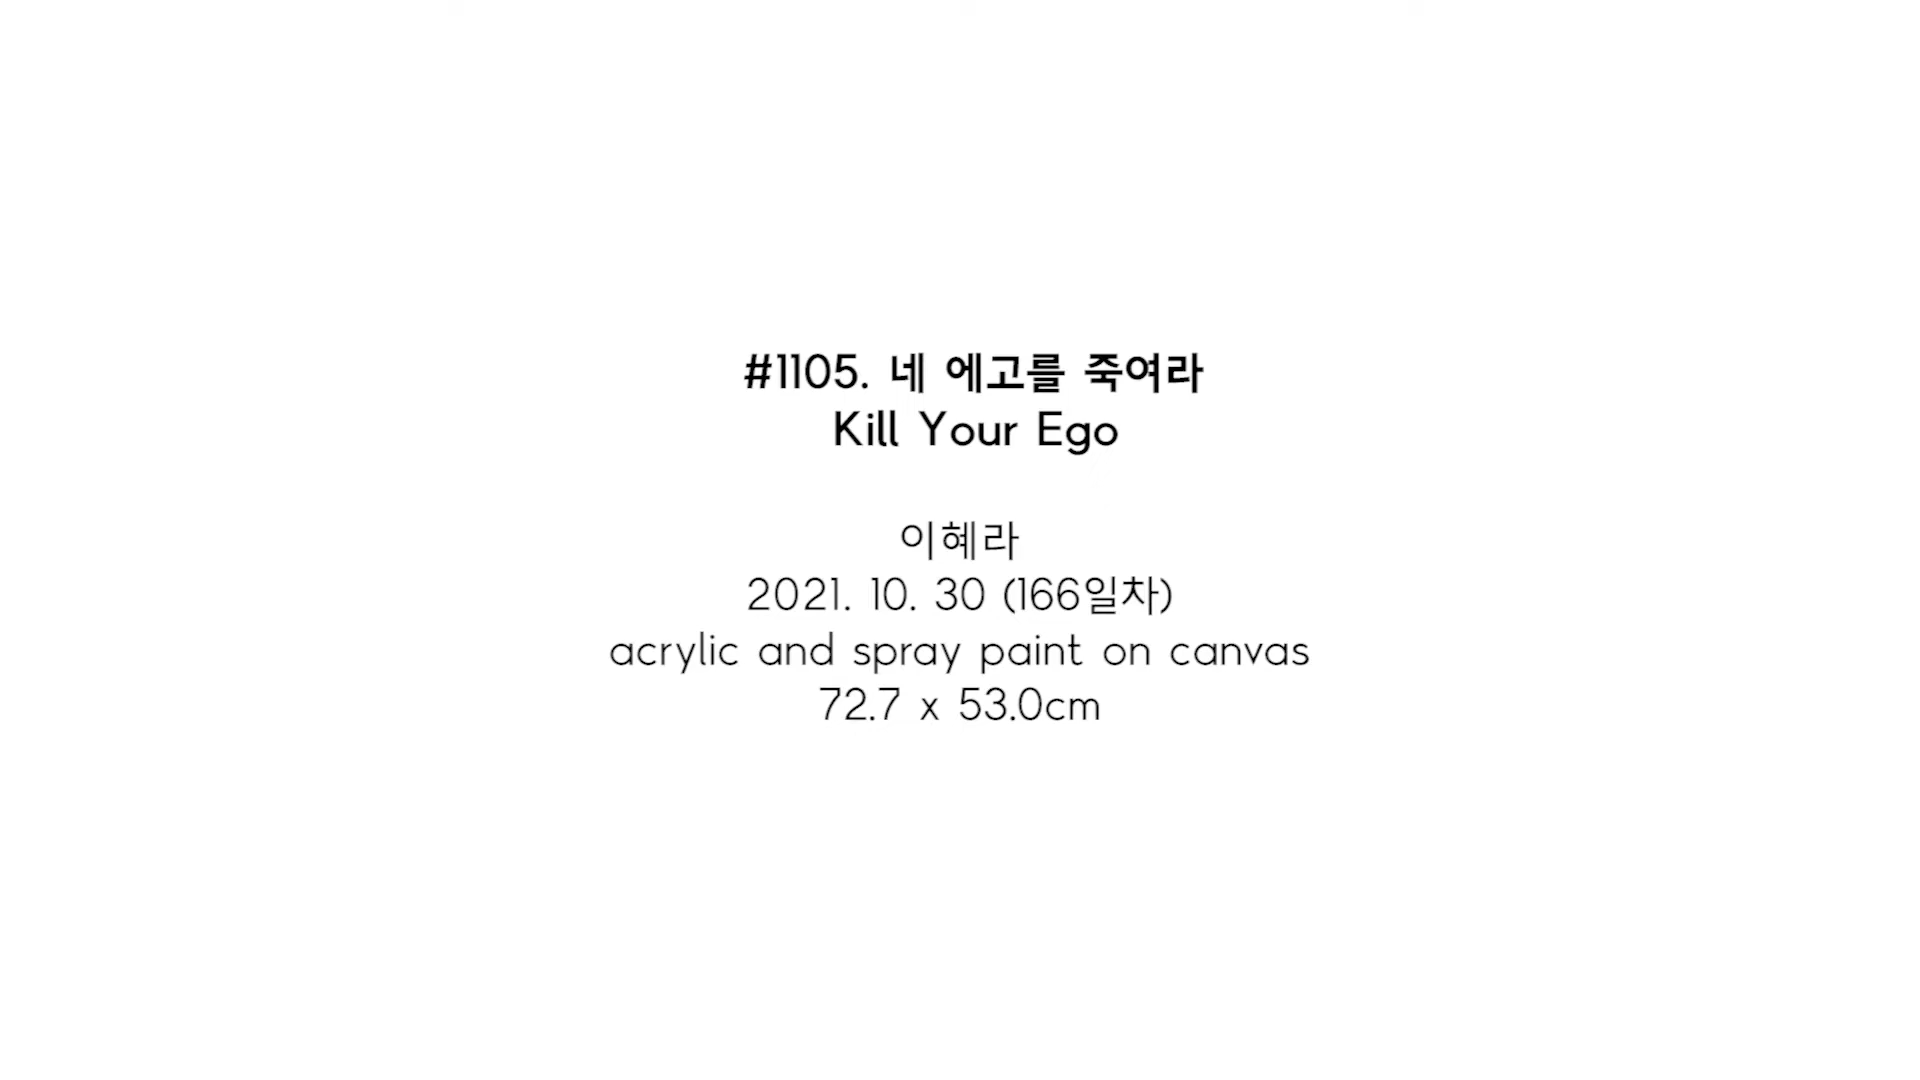 #1105. 네 에고를 죽여라
Kill Your Ego
이혜라
2021. 10. 30 (166일차)
acrylic and spray paint on canvas
72.7 x 53.0cm